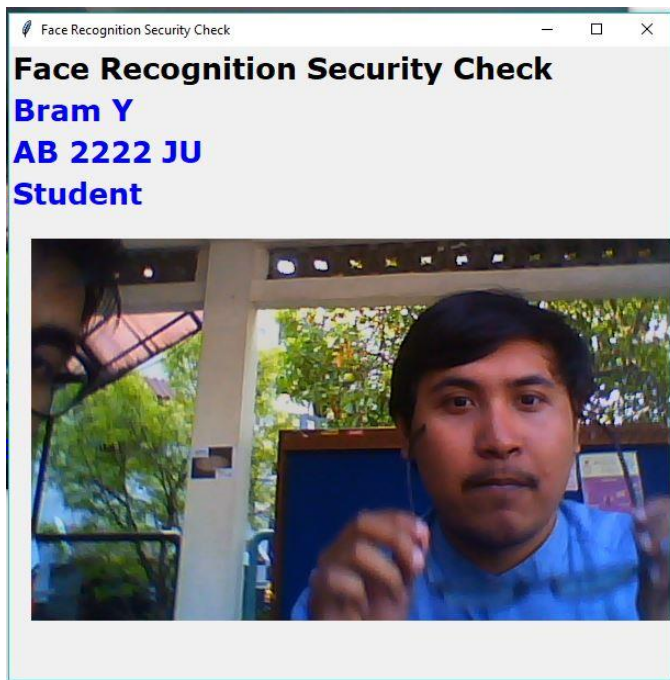 Face Recognition Security Check
Face Recognition Security Check
Bram Y
AB 2222 JU
Student